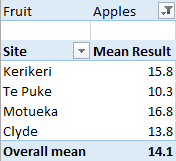 Fruit Apples
Site Mean Result
Kerikeri 15.8
Te Puke 10.3
Motueka 16.8
Clyde 13.8
Overall mean 14.1